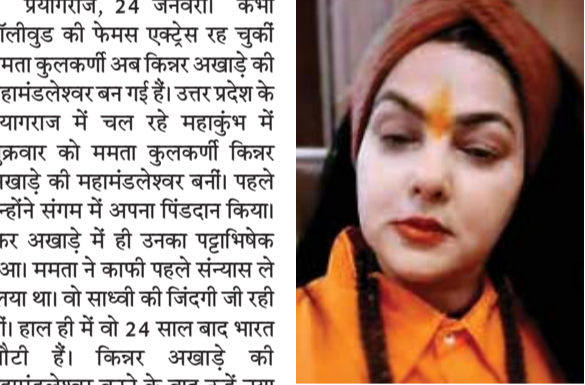 प्रयागराज, 24 जनवरी। कभी
ॉलीवुड की फेमस एक्ट्रेस रह चुकीं
मता कुलकर्णी अब किन्नर अखाड़े की
हामंडलेश्वर बन गई हैं। उत्तर प्रदेश के
यागराज में चल रहे महाकुंभ में
ुक्रवार को ममता कुलकर्णी किन्नर
खाड़े की महामंडलेश्वर बनीं। पहले
न्होंने संगम में अपना पिंडदान किया।
कर अखाड़े में ही उनका पट्टाभिषेक
आ। ममता ने काफी पहले संन्यास ले
लया था। वो साध्वी की जिंदगी जी रही
ीं। हाल ही में वो 24 साल बाद भारत
ौटी हैं। किन्नर अखाड़े की